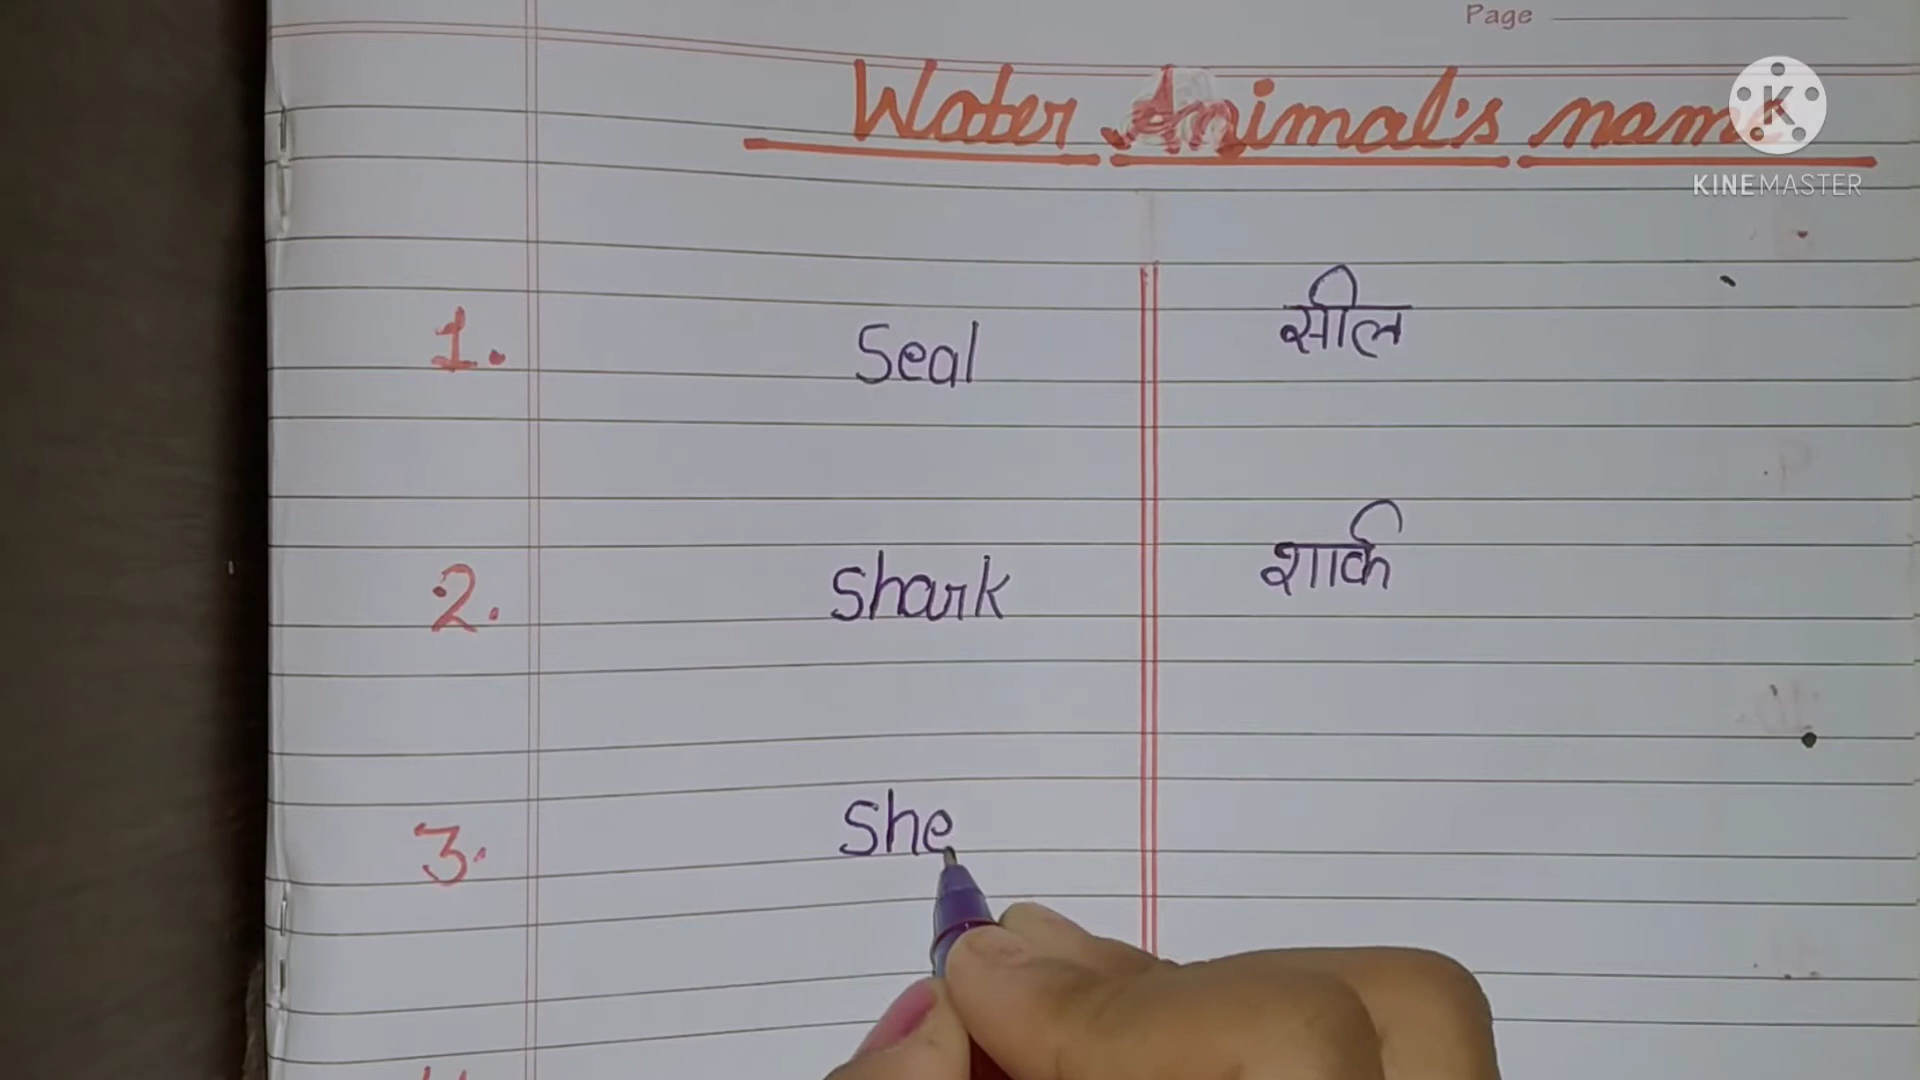 Page
Water Animal's name
KINEMASTER
1. Seal सील
2. Shark शार्क
3. She